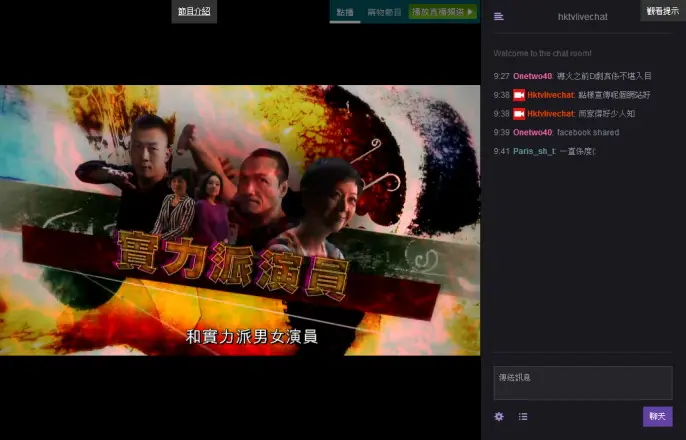 節目介紹
點播 購物節目 播放直播頻道
hktvlivechat
觀看提示
Welcome to the chat room!
9:27 Onetwo40: 導火之前D劇真係不堪入目
9:38 Hktvlivechat: 點樣宣傳呢個網站好
9:38 Hktvlivechat: 而家得好少人知
9:39 Onetwo40: facebook shared
9:41 Paris_sh_t: 一直係度(:
實力派演員
和實力派男女演員
傳送訊息
聊天